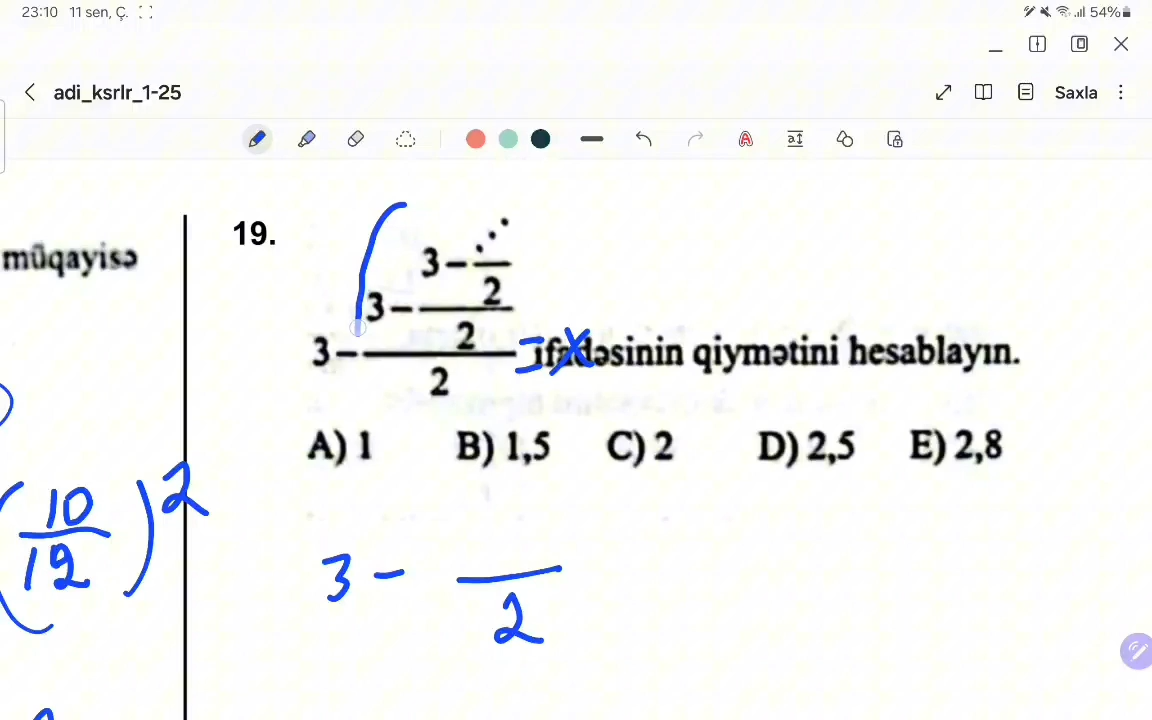 23:10 11 sen, Ç. 54%
adi_ksrlr_1-25 Saxla
müqayisə
19.
3 - ⋰
2
3 -
2
3 - = x ifadəsinin qiymətini hesablayın.
2
A) 1 B) 1,5 C) 2 D) 2,5 E) 2,8
(10/12)²
3 - /2